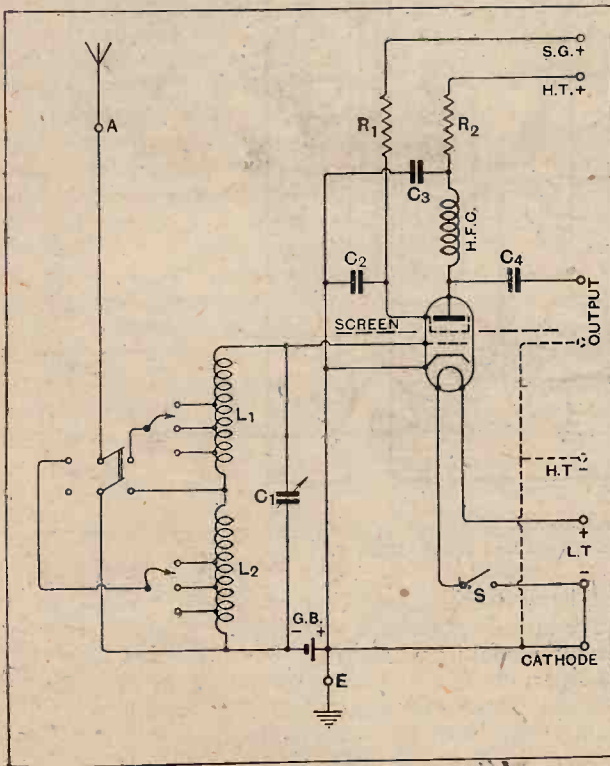 S.G.+
H.T.+
A
R1
R2
C3
H.F.C.
C2
C4
OUTPUT
SCREEN
L1
H.T −
C1
+
L.T
−
L2
S
G.B.
− +
CATHODE
E